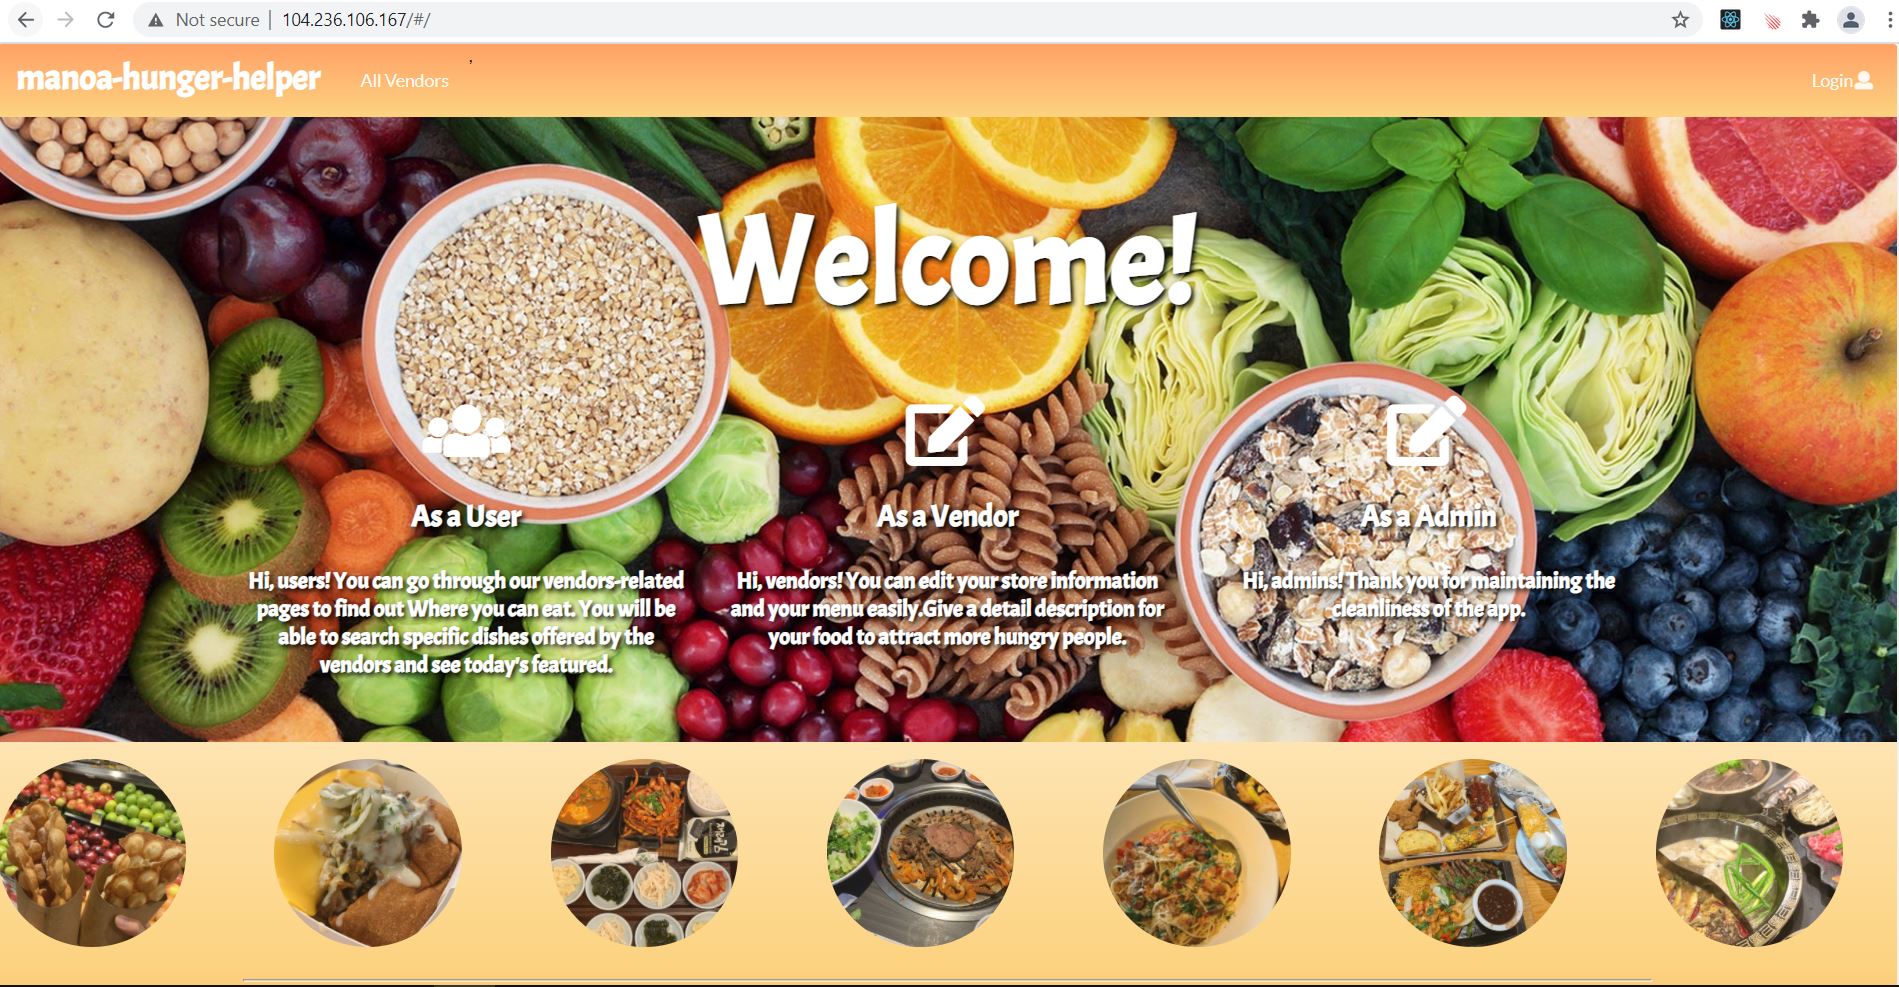 Not secure | 104.236.106.167/#/
manoa-hunger-helper
All Vendors
,
Login
Welcome!
As a User
Hi, users! You can go through our vendors-related
pages to find out Where you can eat. You will be
able to search specific dishes offered by the
vendors and see today's featured.
As a Vendor
Hi, vendors! You can edit your store information
and your menu easily.Give a detail description for
your food to attract more hungry people.
As a Admin
Hi, admins! Thank you for maintaining the
cleanliness of the app.